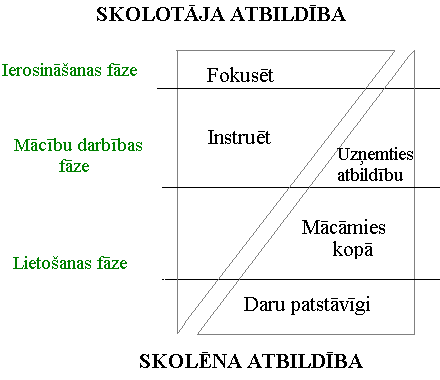 SKOLOTĀJA ATBILDĪBA
Ierosināšanas fāze
Fokusēt
Mācību darbības
fāze
Instruēt
Uzņemties
atbildību
Mācāmies
kopā
Lietošanas fāze
Daru patstāvīgi
SKOLĒNA ATBILDĪBA